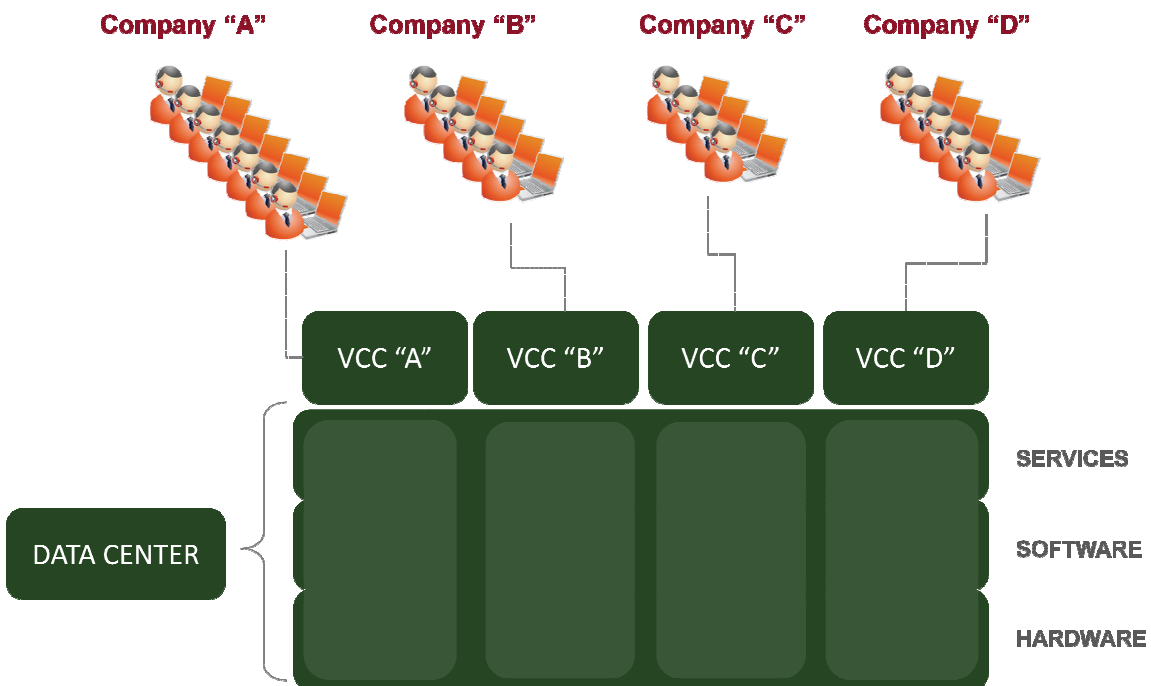 Company “A”
Company “B”
Company “C”
Company “D”
VCC “A”
VCC “B”
VCC “C”
VCC “D”
SERVICES
DATA CENTER
SOFTWARE
HARDWARE